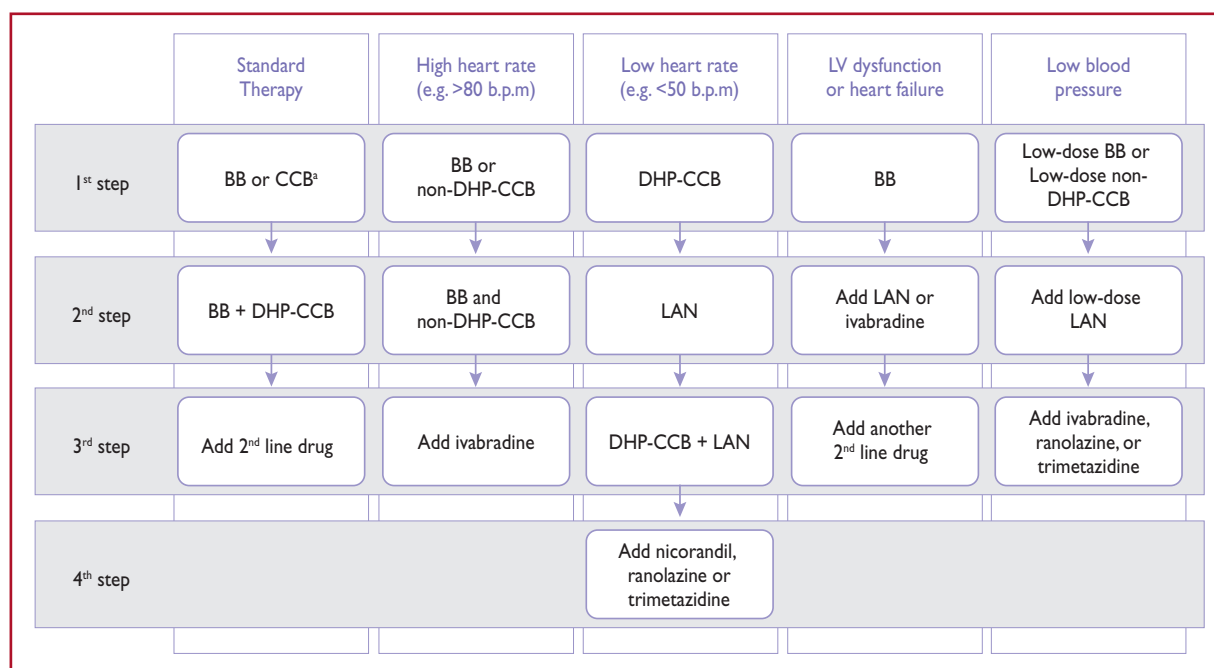 Standard
Therapy
High heart rate
(e.g. >80 b.p.m)
Low heart rate
(e.g. <50 b.p.m)
LV dysfunction
or heart failure
Low blood
pressure
1st step
BB or CCBa
BB or
non-DHP-CCB
DHP-CCB
BB
Low-dose BB or
Low-dose non-
DHP-CCB
2nd step
BB + DHP-CCB
BB and
non-DHP-CCB
LAN
Add LAN or
ivabradine
Add low-dose
LAN
3rd step
Add 2nd line drug
Add ivabradine
DHP-CCB + LAN
Add another
2nd line drug
Add ivabradine,
ranolazine, or
trimetazidine
4th step
Add nicorandil,
ranolazine or
trimetazidine